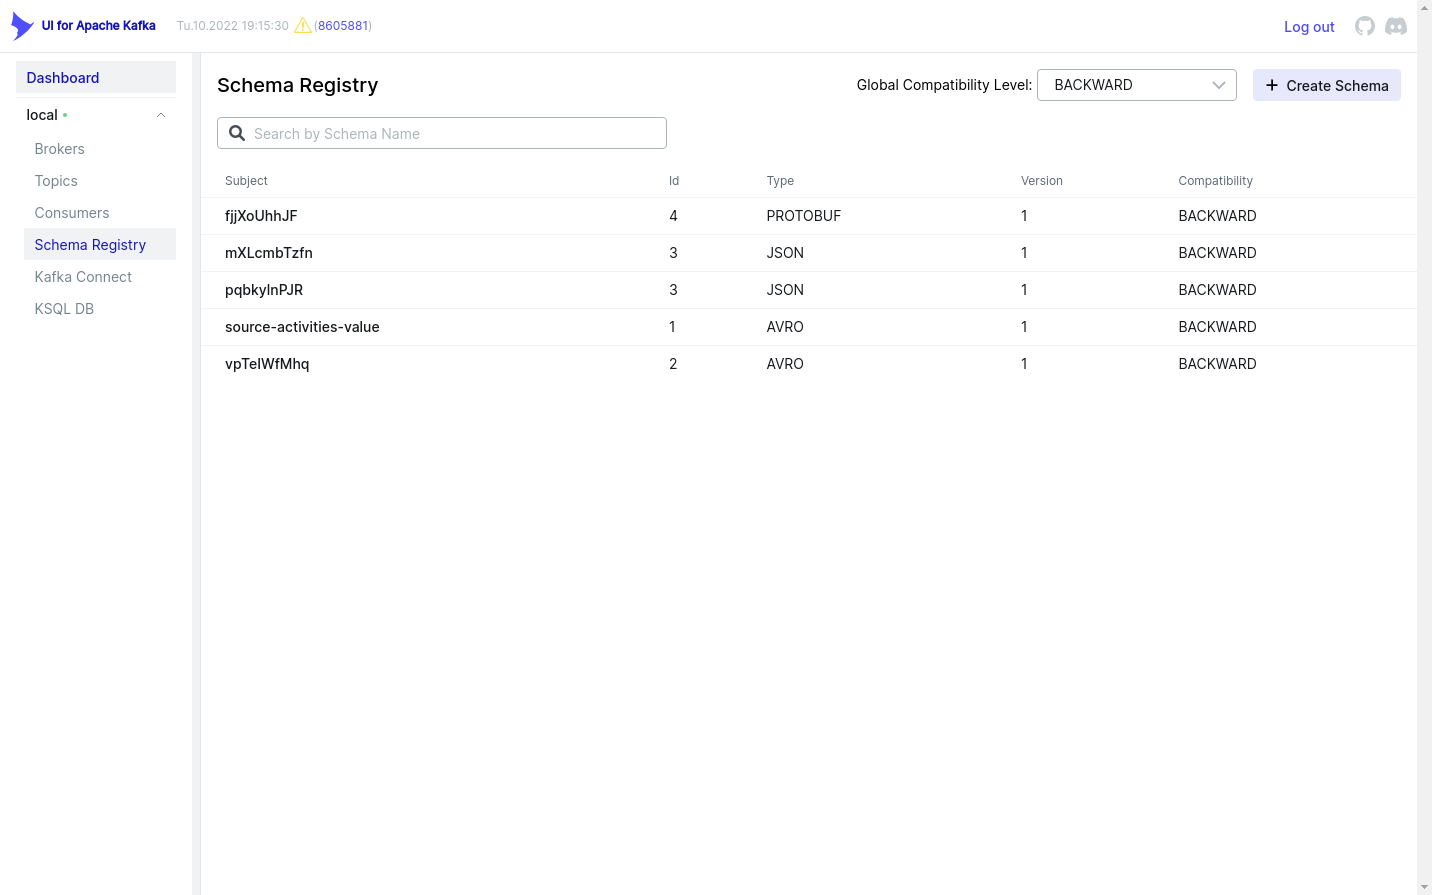 UI for Apache Kafka Tu.10.2022 19:15:30 (8605881) Log out
Dashboard
local
Brokers
Topics
Consumers
Schema Registry
Kafka Connect
KSQL DB
Schema Registry Global Compatibility Level: BACKWARD Create Schema
Search by Schema Name
Subject Id Type Version Compatibility
fjjXoUhhJF 4 PROTOBUF 1 BACKWARD
mXLcmbTzfn 3 JSON 1 BACKWARD
pqbkylnPJR 3 JSON 1 BACKWARD
source-activities-value 1 AVRO 1 BACKWARD
vpTeIWfMhq 2 AVRO 1 BACKWARD